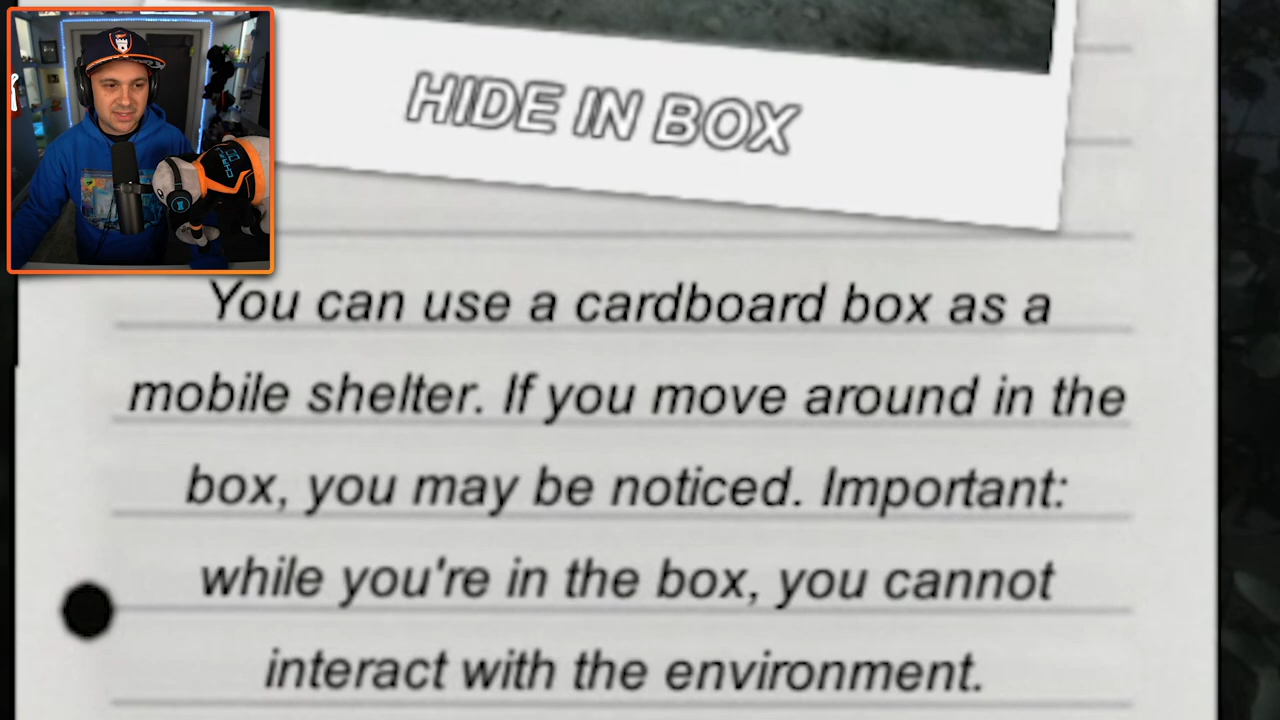 HIDE IN BOX
You can use a cardboard box as a
mobile shelter. If you move around in the
box, you may be noticed. Important:
while you're in the box, you cannot
interact with the environment.